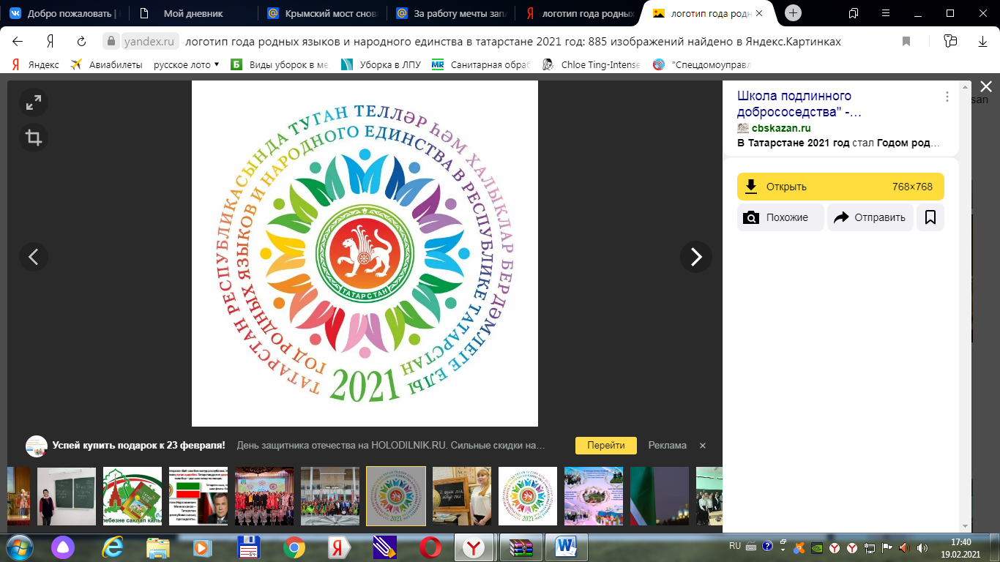 Добро пожаловать |
Мой дневник
Крымский мост снов
За работу мечты запл
логотип года родных
логотип года родн
yandex.ru
логотип года родных языков и народного единства в татарстане 2021 год: 885 изображений найдено в Яндекс.Картинках
Яндекс
Авиабилеты
русское лото
Виды уборок в ме
Уборка в ЛПУ
Санитарная обраб
Chloe Ting-Intense
"Спецдомоуправл
ТАТАРСТАН РЕСПУБЛИКАСЫНДА ТУГАН ТЕЛЛӘР ҺӘМ ХАЛЫКЛАР БЕРДӘМЛЕГЕ ЕЛЫ
ГОД РОДНЫХ ЯЗЫКОВ И НАРОДНОГО ЕДИНСТВА В РЕСПУБЛИКЕ ТАТАРСТАН
ТАТАРСТАН
2021
Школа подлинного
добрососедства" -…
cbskazan.ru
В Татарстане 2021 год стал Годом род…
Открыть
768×768
Похожие
Отправить
san
Успей купить подарок к 23 февраля!
День защитника отечества на HOLODILNIK.RU. Сильные скидки на…
Перейти
Реклама
2021
2021
RU
17:40
19.02.2021